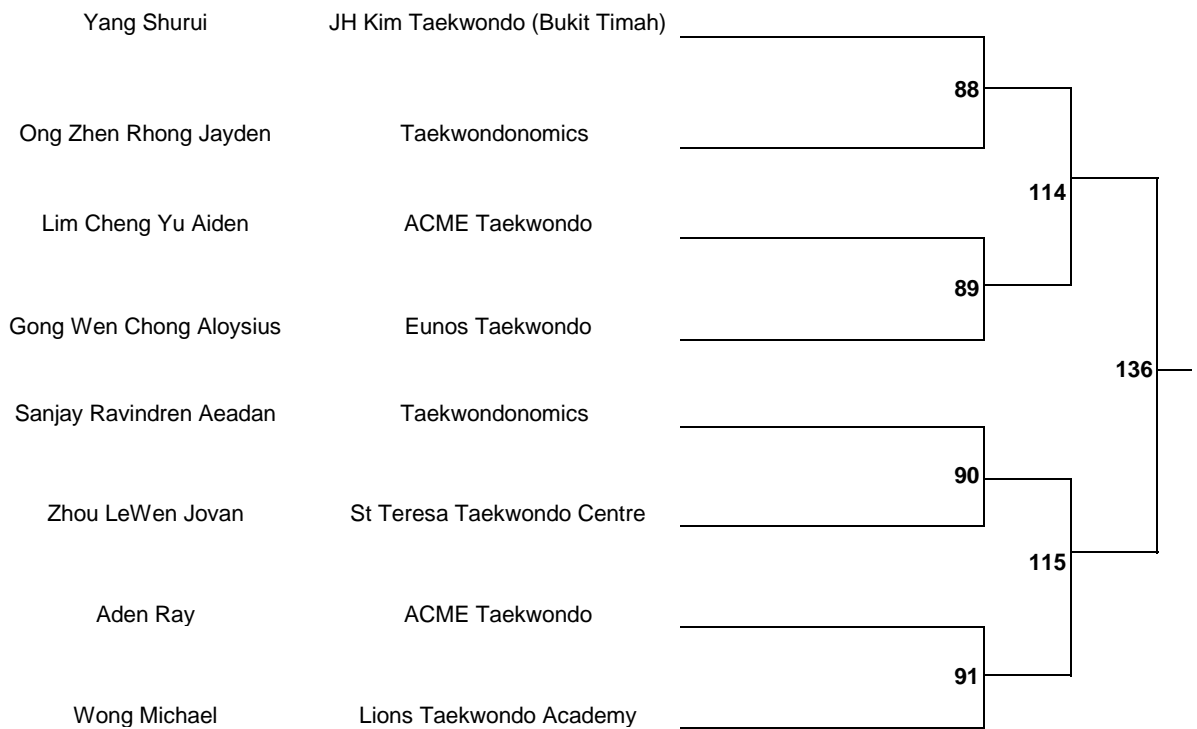 Yang Shurui JH Kim Taekwondo (Bukit Timah)
88
Ong Zhen Rhong Jayden Taekwondonomics
114
Lim Cheng Yu Aiden ACME Taekwondo
89
Gong Wen Chong Aloysius Eunos Taekwondo
136
Sanjay Ravindren Aeadan Taekwondonomics
90
Zhou LeWen Jovan St Teresa Taekwondo Centre
115
Aden Ray ACME Taekwondo
91
Wong Michael Lions Taekwondo Academy